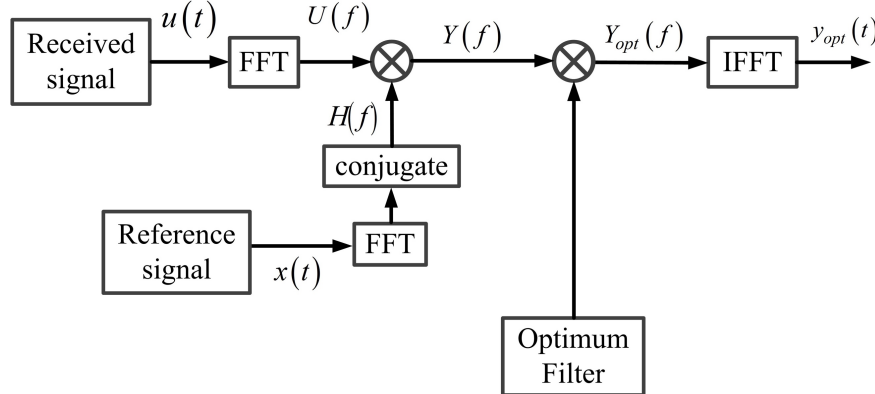 Received
signal
u(t)
FFT
U(f)
Y(f)
Y_opt(f)
IFFT
y_opt(t)
H(f)
conjugate
Reference
signal
x(t)
FFT
Optimum
Filter